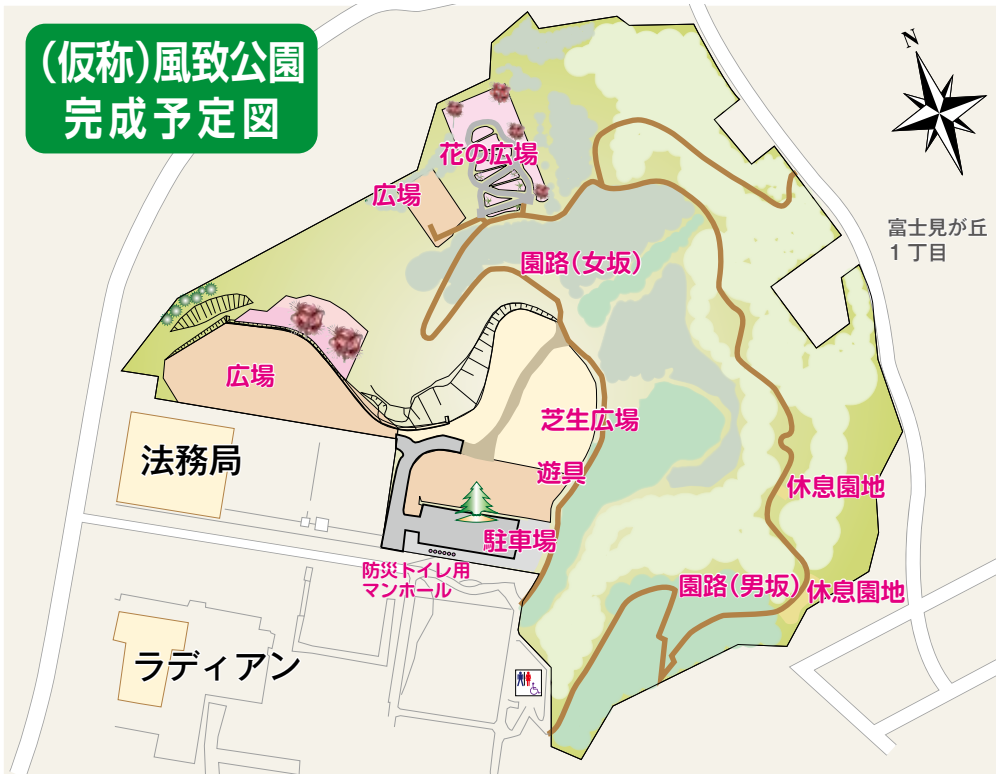 (仮称)風致公園
完成予定図
N
花の広場
広場
富士見が丘
1丁目
園路(女坂)
広場
芝生広場
法務局
遊具
休息園地
駐車場
防災トイレ用
マンホール
園路(男坂)
休息園地
ラディアン